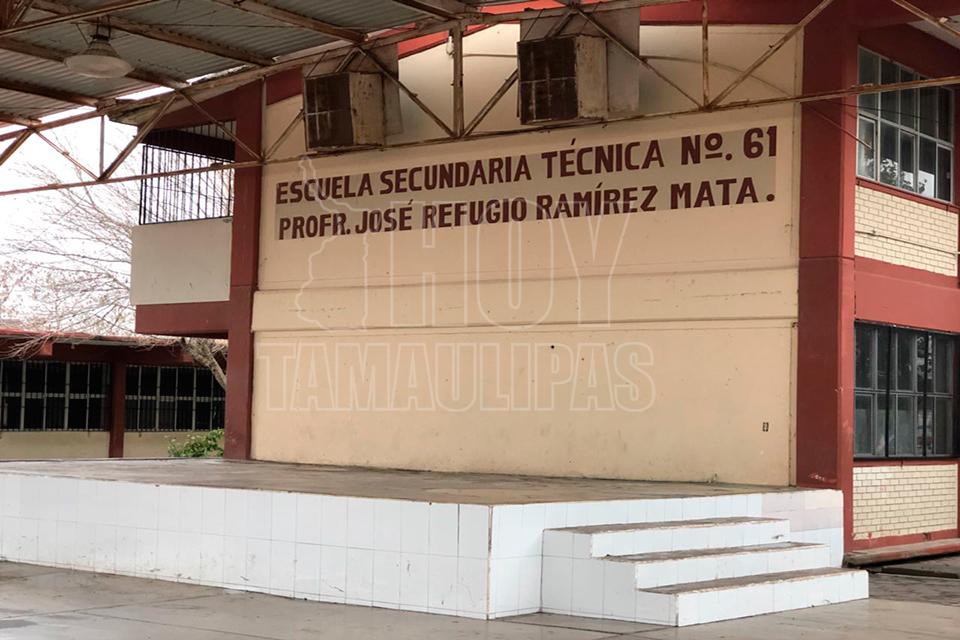 ESCUELA SECUNDARIA TÉCNICA Nº. 61
PROFR. JOSÉ REFUGIO RAMÍREZ MATA.
HOY
TAMAULIPAS